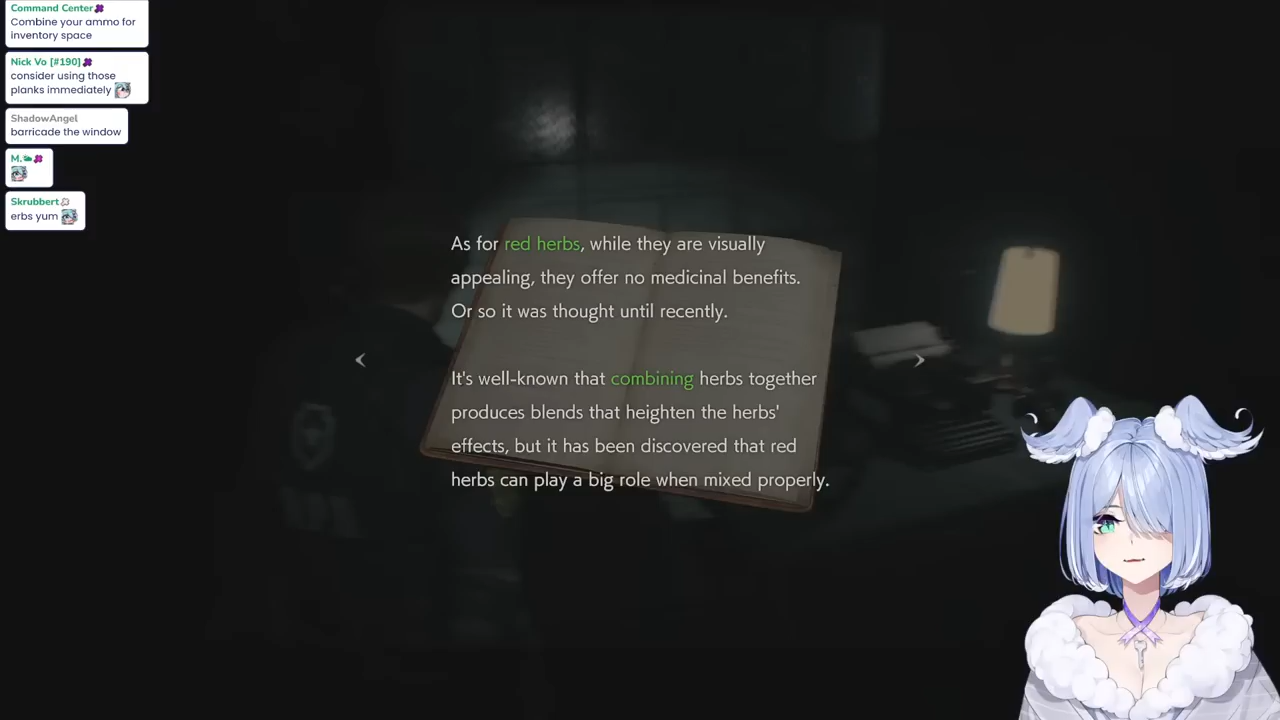 Command Center
Combine your ammo for
inventory space
Nick Vo [#190]
consider using those
planks immediately
ShadowAngel
barricade the window
M.
Skrubbert
erbs yum
As for red herbs, while they are visually
appealing, they offer no medicinal benefits.
Or so it was thought until recently.
It's well-known that combining herbs together
produces blends that heighten the herbs'
effects, but it has been discovered that red
herbs can play a big role when mixed properly.